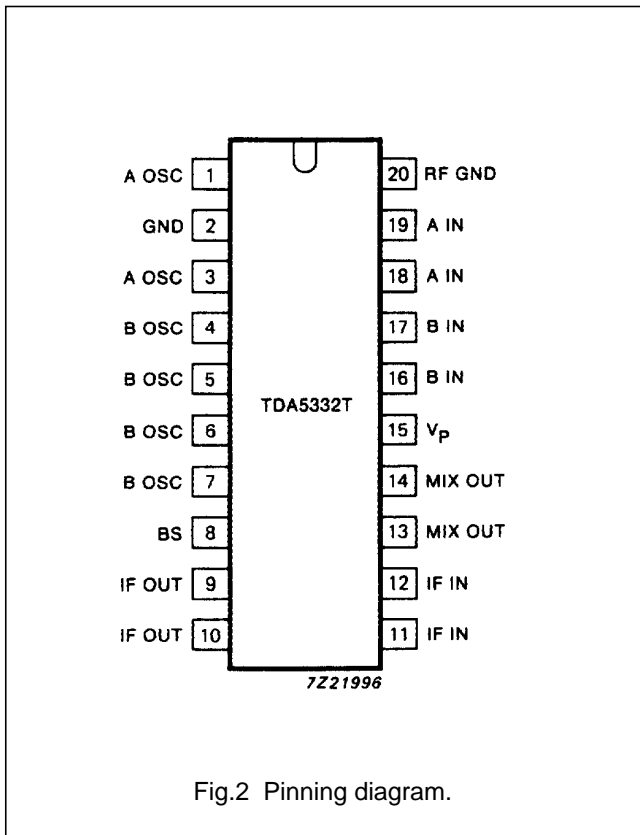 A OSC 1 20 RF GND
GND 2 19 A IN
A OSC 3 18 A IN
B OSC 4 17 B IN
B OSC 5 16 B IN
TDA5332T
B OSC 6 15 VP
B OSC 7 14 MIX OUT
BS 8 13 MIX OUT
IF OUT 9 12 IF IN
IF OUT 10 11 IF IN
7Z21996
Fig.2 Pinning diagram.